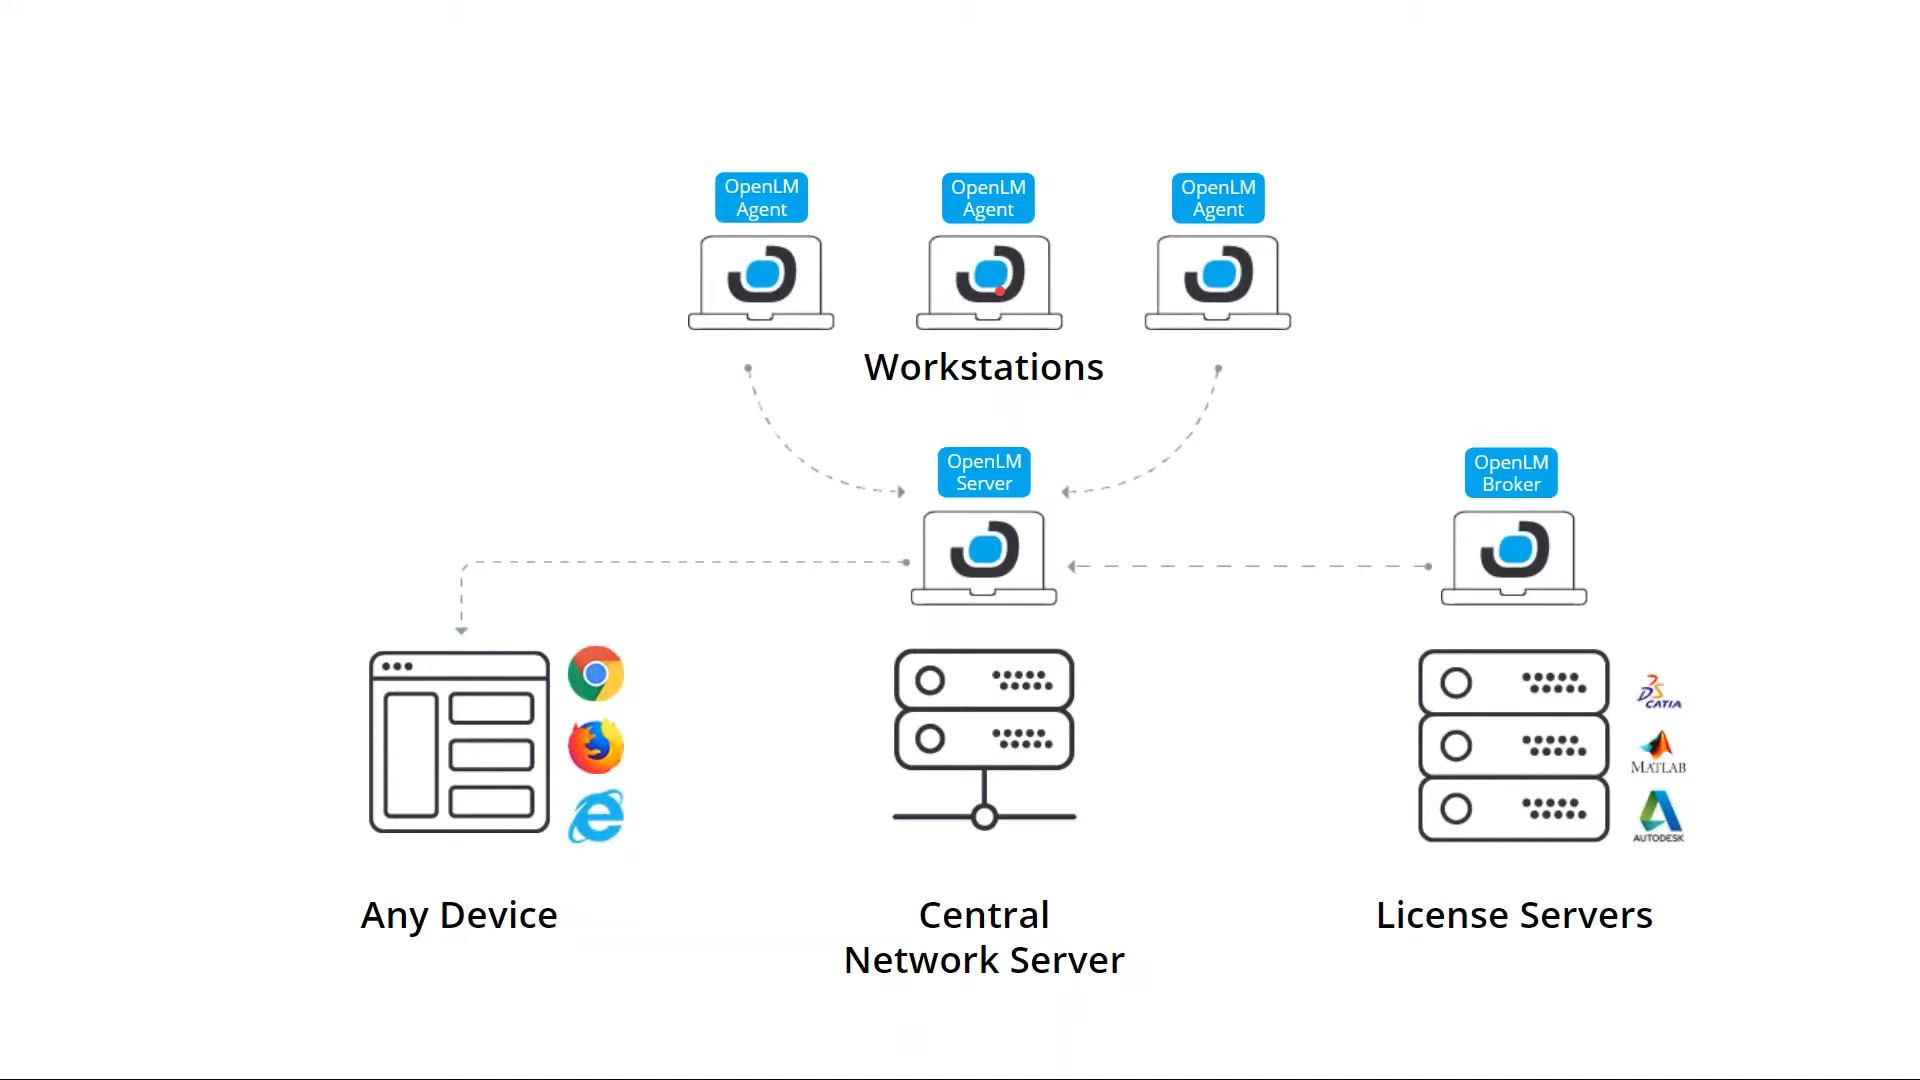 OpenLM
Agent
OpenLM
Agent
OpenLM
Agent
Workstations
OpenLM
Server
OpenLM
Broker
CATIA
MATLAB
AUTODESK
Any Device
Central
Network Server
License Servers